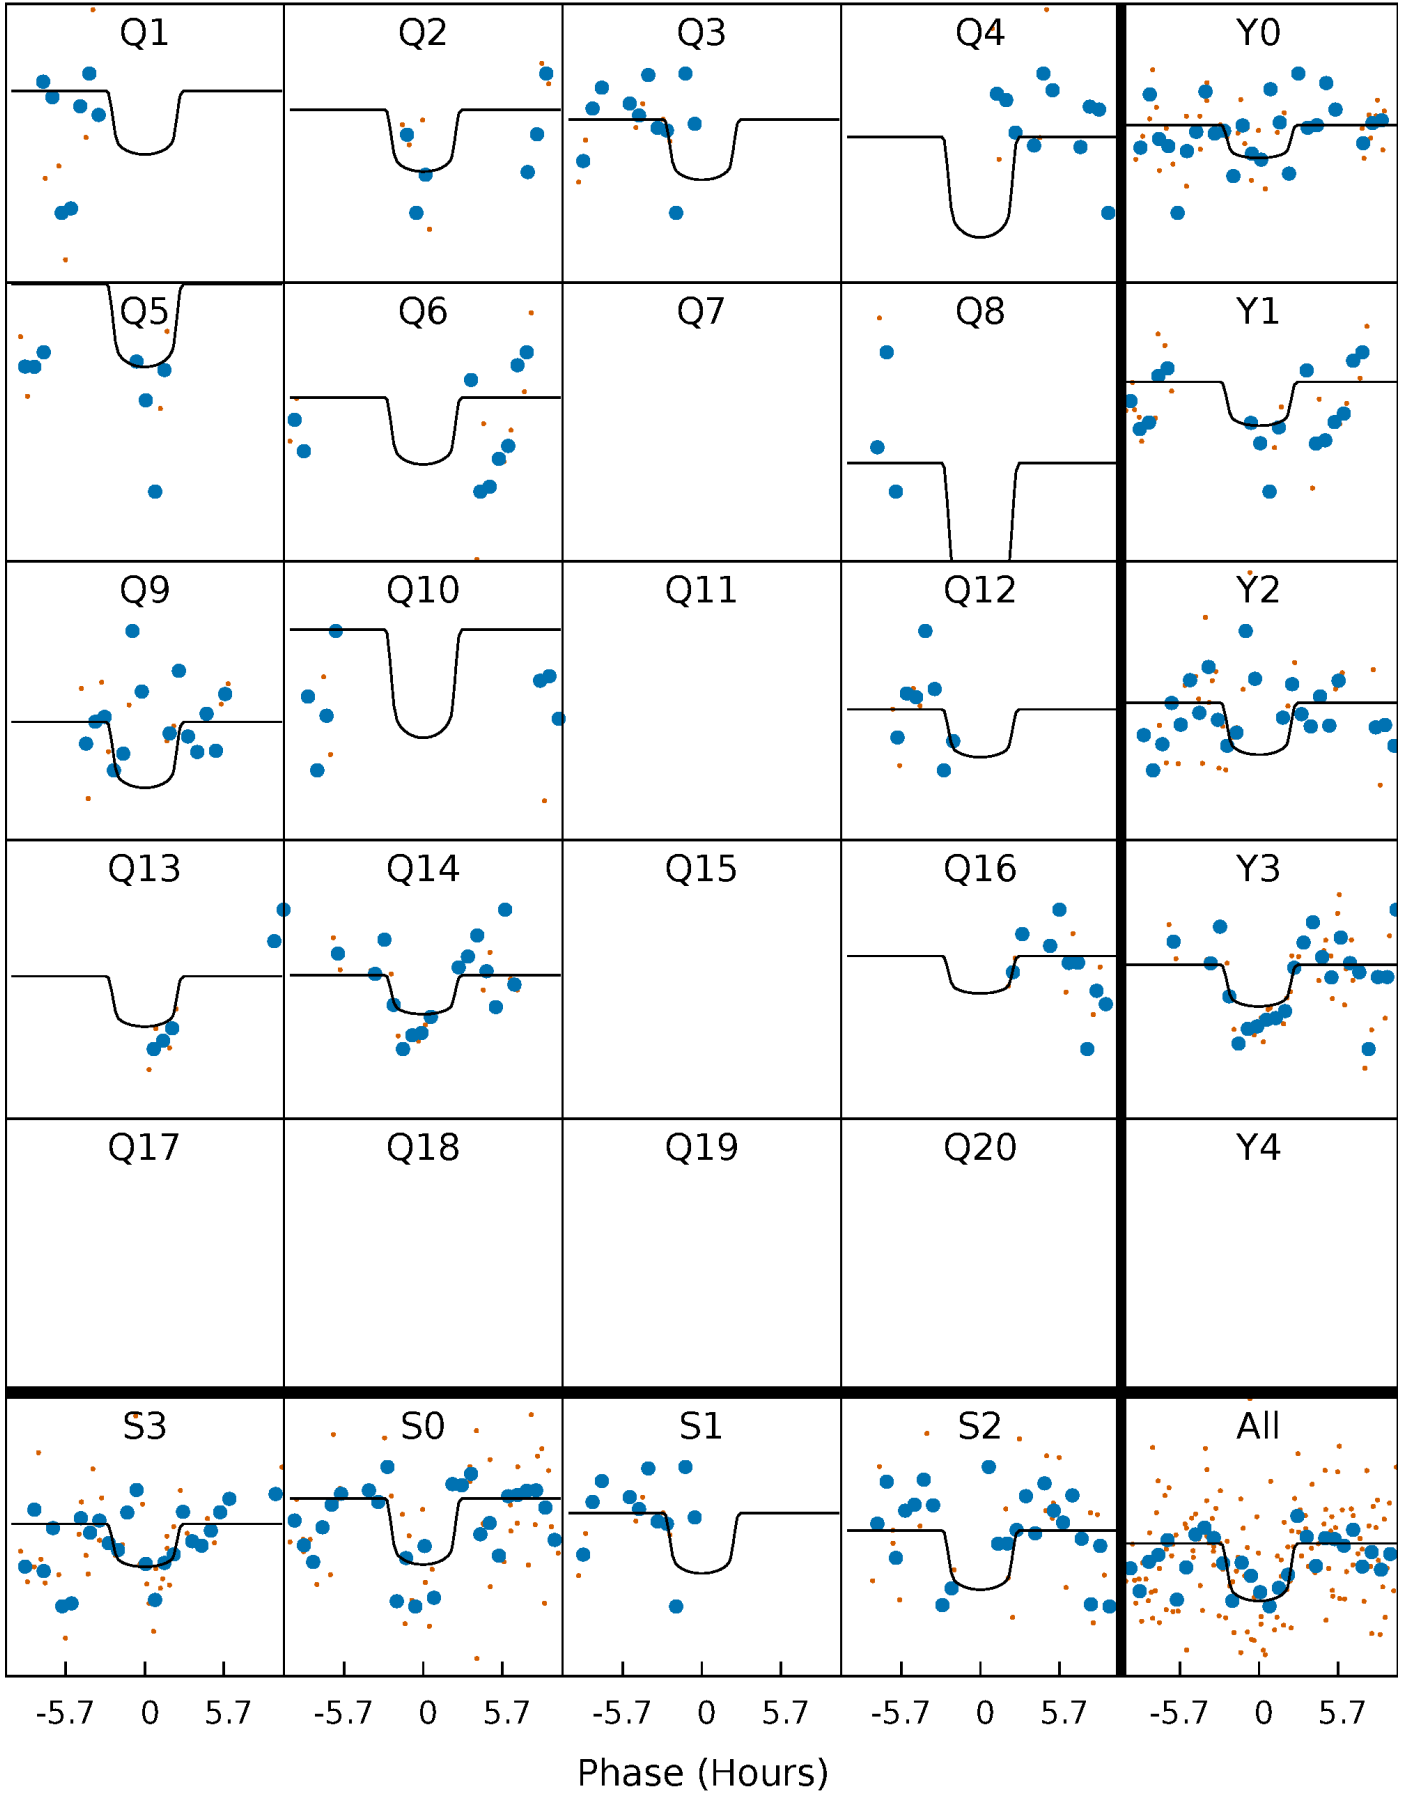 Q1 Q2 Q3 Q4 Y0
Q5 Q6 Q7 Q8 Y1
Q9 Q10 Q11 Q12 Y2
Q13 Q14 Q15 Q16 Y3
Q17 Q18 Q19 Q20 Y4
S3 S0 S1 S2 All
-5.7 0 5.7 -5.7 0 5.7 -5.7 0 5.7 -5.7 0 5.7 -5.7 0 5.7
Phase (Hours)